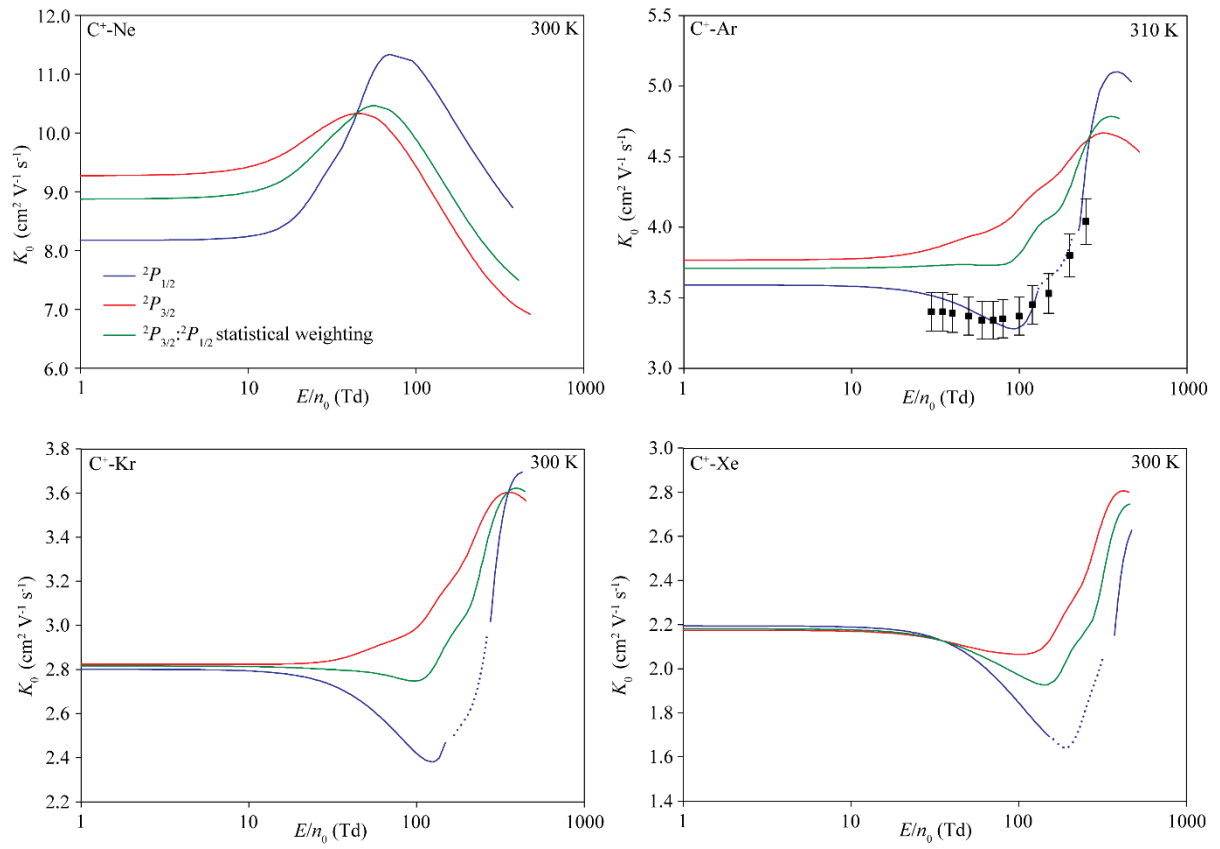 C⁺-Ne 300 K
12.0
11.0
10.0
9.0
8.0
7.0
6.0
K₀ (cm² V⁻¹ s⁻¹)
²P₁/₂
²P₃/₂
²P₃/₂:²P₁/₂ statistical weighting
1 10 100 1000
E/n₀ (Td)
C⁺-Ar 310 K
5.5
5.0
4.5
4.0
3.5
3.0
K₀ (cm² V⁻¹ s⁻¹)
1 10 100 1000
E/n₀ (Td)
C⁺-Kr 300 K
3.8
3.6
3.4
3.2
3.0
2.8
2.6
2.4
2.2
K₀ (cm² V⁻¹ s⁻¹)
1 10 100 1000
E/n₀ (Td)
C⁺-Xe 300 K
3.0
2.8
2.6
2.4
2.2
2.0
1.8
1.6
1.4
K₀ (cm² V⁻¹ s⁻¹)
1 10 100 1000
E/n₀ (Td)